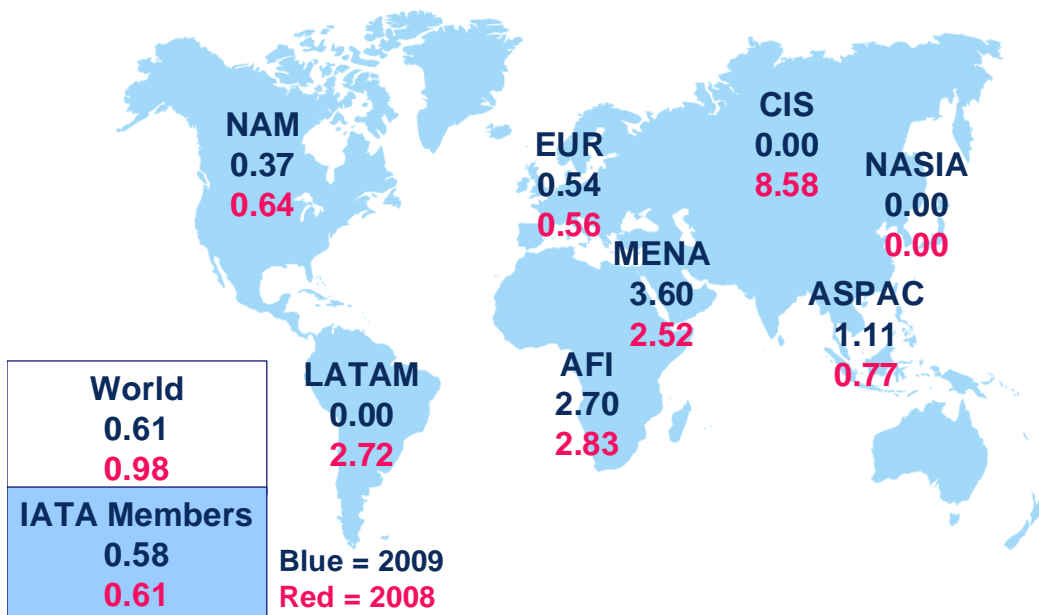 NAM
0.37
0.64
EUR
0.54
0.56
CIS
0.00
8.58
NASIA
0.00
0.00
MENA
3.60
2.52
ASPAC
1.11
0.77
LATAM
0.00
2.72
AFI
2.70
2.83
World
0.61
0.98
IATA Members
0.58
0.61
Blue = 2009
Red = 2008